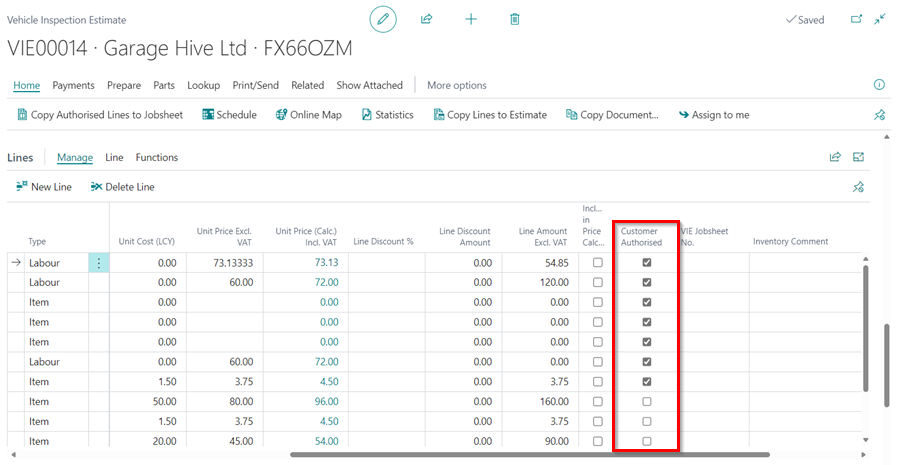 Vehicle Inspection Estimate
Saved
VIE00014 · Garage Hive Ltd · FX66OZM
Home Payments Prepare Parts Lookup Print/Send Related Show Attached More options
Copy Authorised Lines to Jobsheet Schedule Online Map Statistics Copy Lines to Estimate Copy Document... Assign to me
Lines Manage Line Functions
New Line Delete Line
Type Unit Cost (LCY) Unit Price Excl. VAT Unit Price (Calc.) Incl. VAT Line Discount % Line Discount Amount Line Amount Excl. VAT Incl... in Price Calc... Customer Authorised VIE Jobsheet No. Inventory Comment
Labour 0.00 73.13333 73.13 0.00 54.85
Labour 0.00 60.00 72.00 0.00 120.00
Item 0.00 0.00 0.00 0.00
Item 0.00 0.00 0.00 0.00
Item 0.00 0.00 0.00 0.00
Labour 0.00 60.00 72.00 0.00 0.00
Item 1.50 3.75 4.50 0.00 3.75
Item 50.00 80.00 96.00 0.00 160.00
Item 1.50 3.75 4.50 0.00 3.75
Item 20.00 45.00 54.00 0.00 90.00